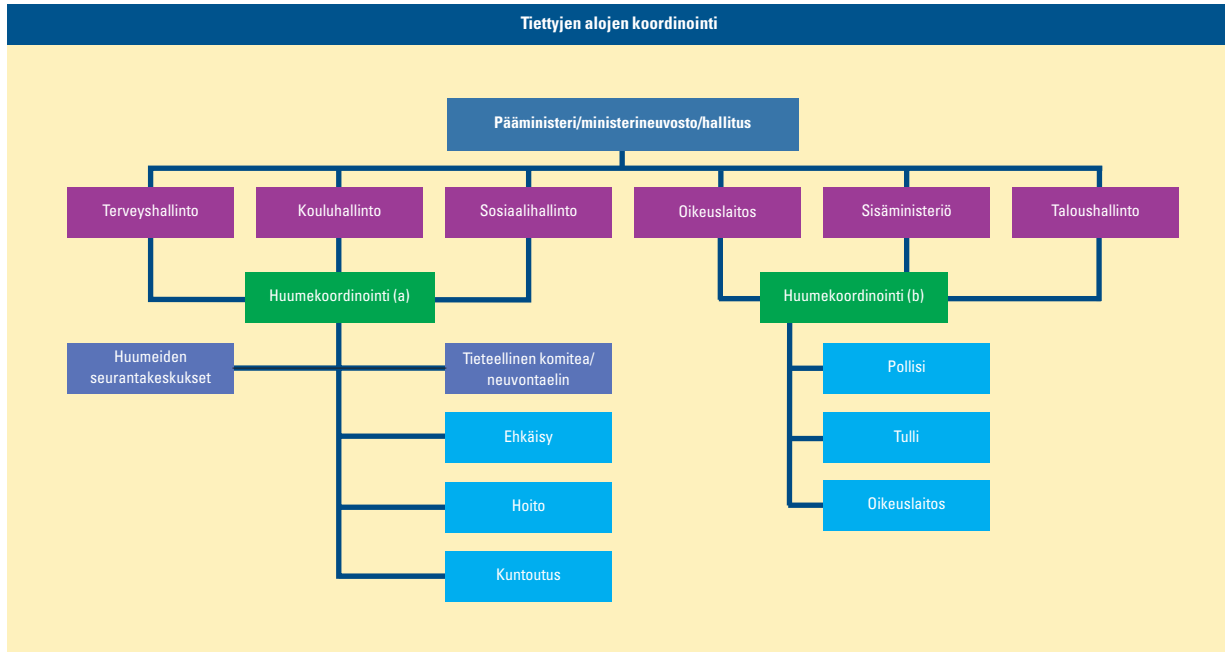 Tiettyjen alojen koordinointi
Pääministeri/ministerineuvosto/hallitus
Terveyshallinto
Kouluhallinto
Sosiaalihallinto
Oikeuslaitos
Sisäministeriö
Taloushallinto
Huumekoordinointi (a)
Huumekoordinointi (b)
Huumeiden
seurantakeskukset
Tieteellinen komitea/
neuvontaelin
Pollisi
Ehkäisy
Tulli
Hoito
Oikeuslaitos
Kuntoutus